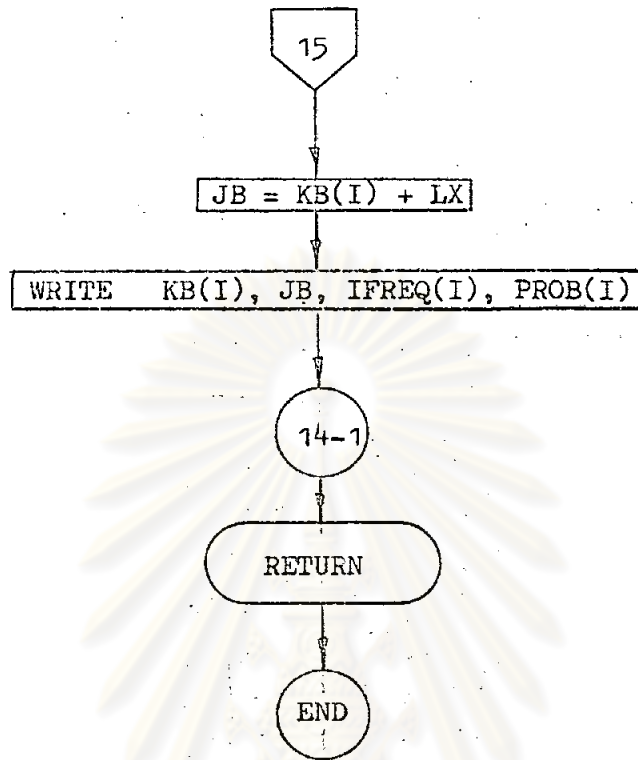 15
JB = KB(I) + LX
WRITE KB(I), JB, IFREQ(I), PROB(I)
14-1
RETURN
END